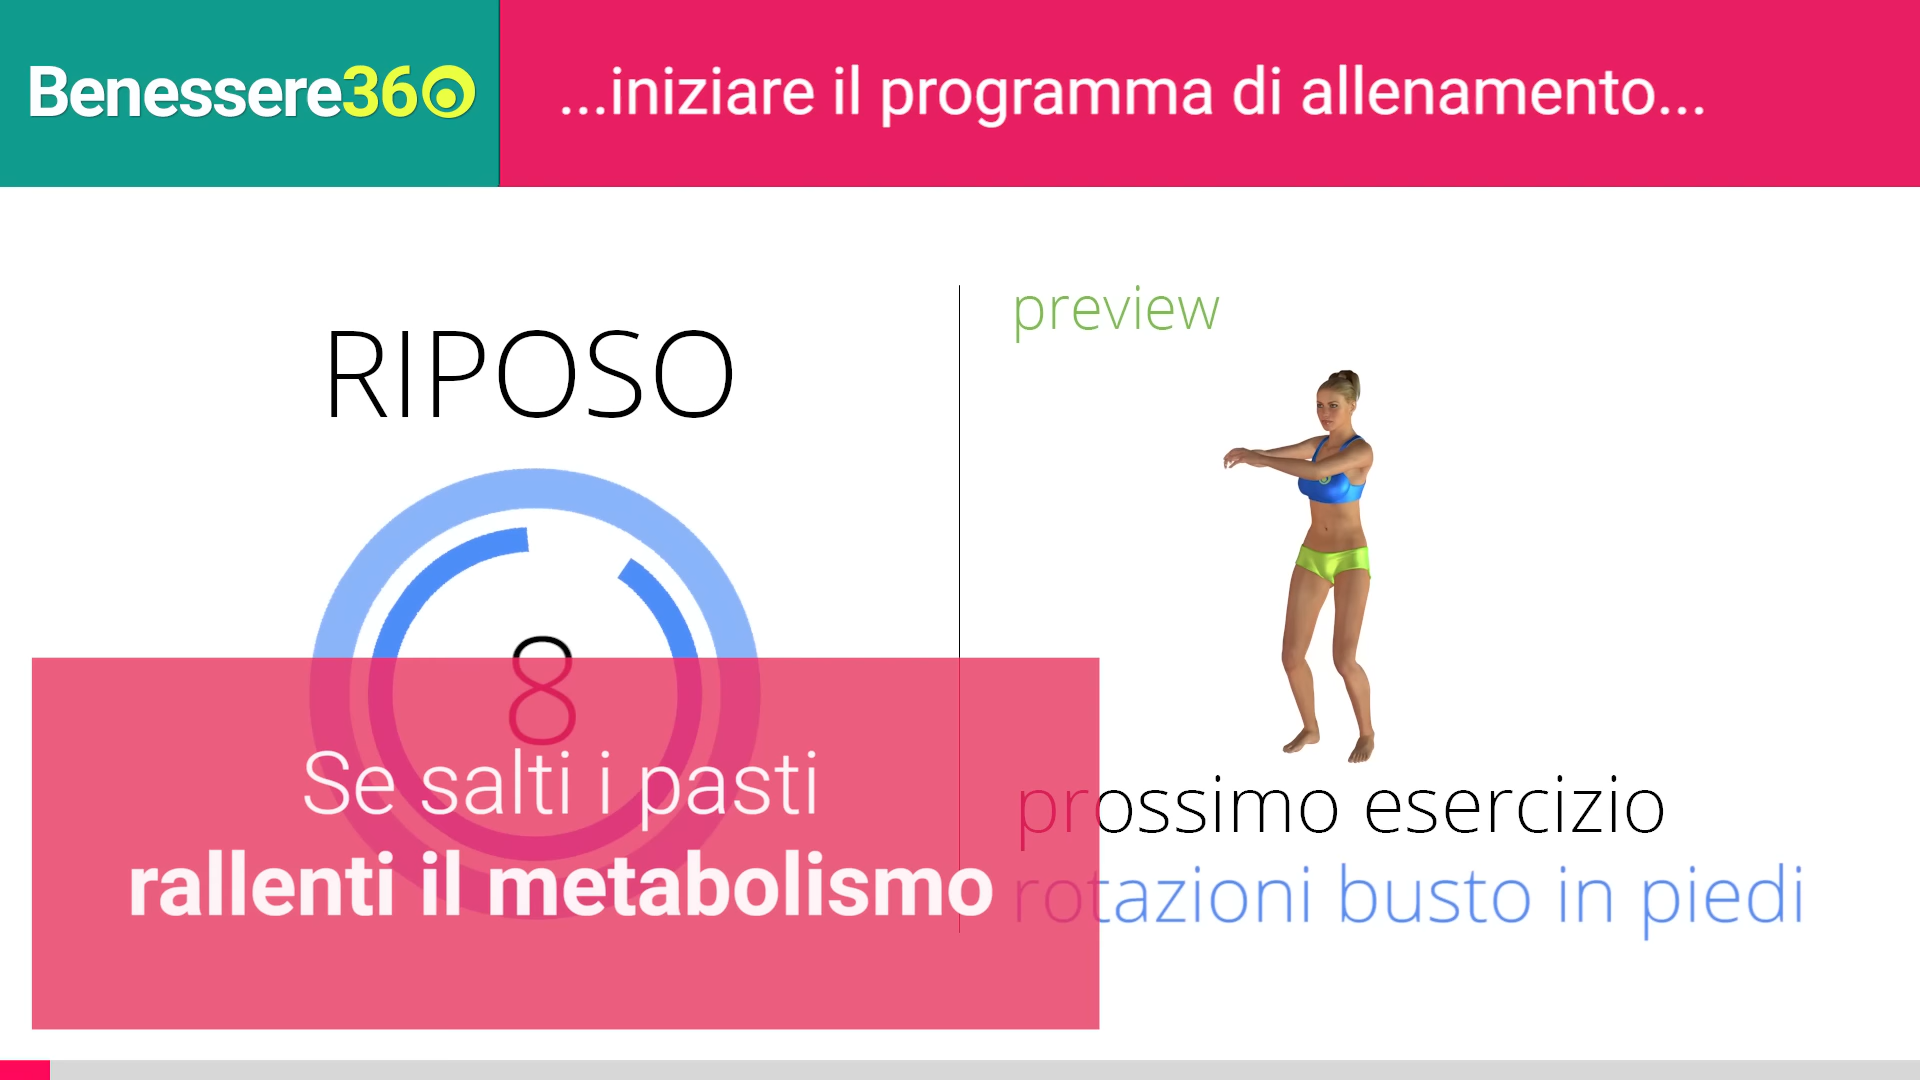 Benessere360
...iniziare il programma di allenamento...
RIPOSO
8
preview
prossimo esercizio
rotazioni busto in piedi
Se salti i pasti
rallenti il metabolismo